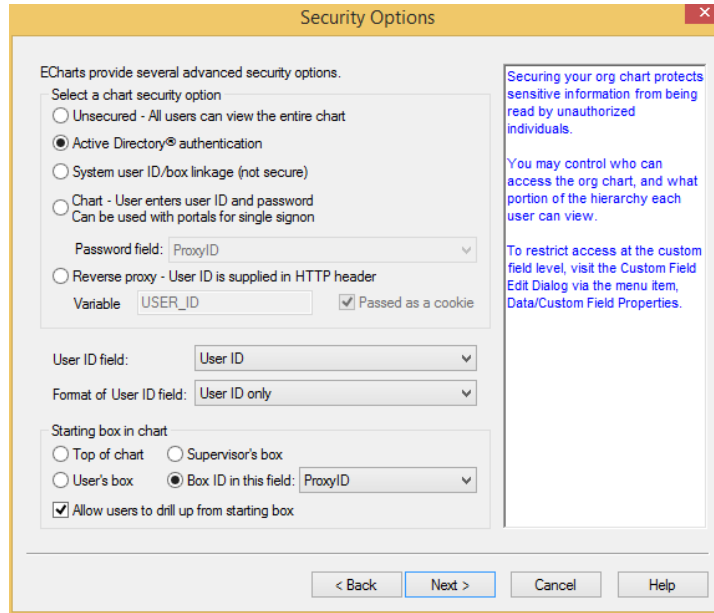 Security Options
ECharts provide several advanced security options.
Select a chart security option
Unsecured - All users can view the entire chart
Active Directory® authentication
System user ID/box linkage (not secure)
Chart - User enters user ID and password
Can be used with portals for single signon
Password field: ProxyID
Reverse proxy - User ID is supplied in HTTP header
Variable USER_ID Passed as a cookie
User ID field: User ID
Format of User ID field: User ID only
Starting box in chart
Top of chart Supervisor's box
User's box Box ID in this field: ProxyID
Allow users to drill up from starting box
Securing your org chart protects
sensitive information from being
read by unauthorized
individuals.
You may control who can
access the org chart, and what
portion of the hierarchy each
user can view.
To restrict access at the custom
field level, visit the Custom Field
Edit Dialog via the menu item,
Data/Custom Field Properties.
< Back Next > Cancel Help